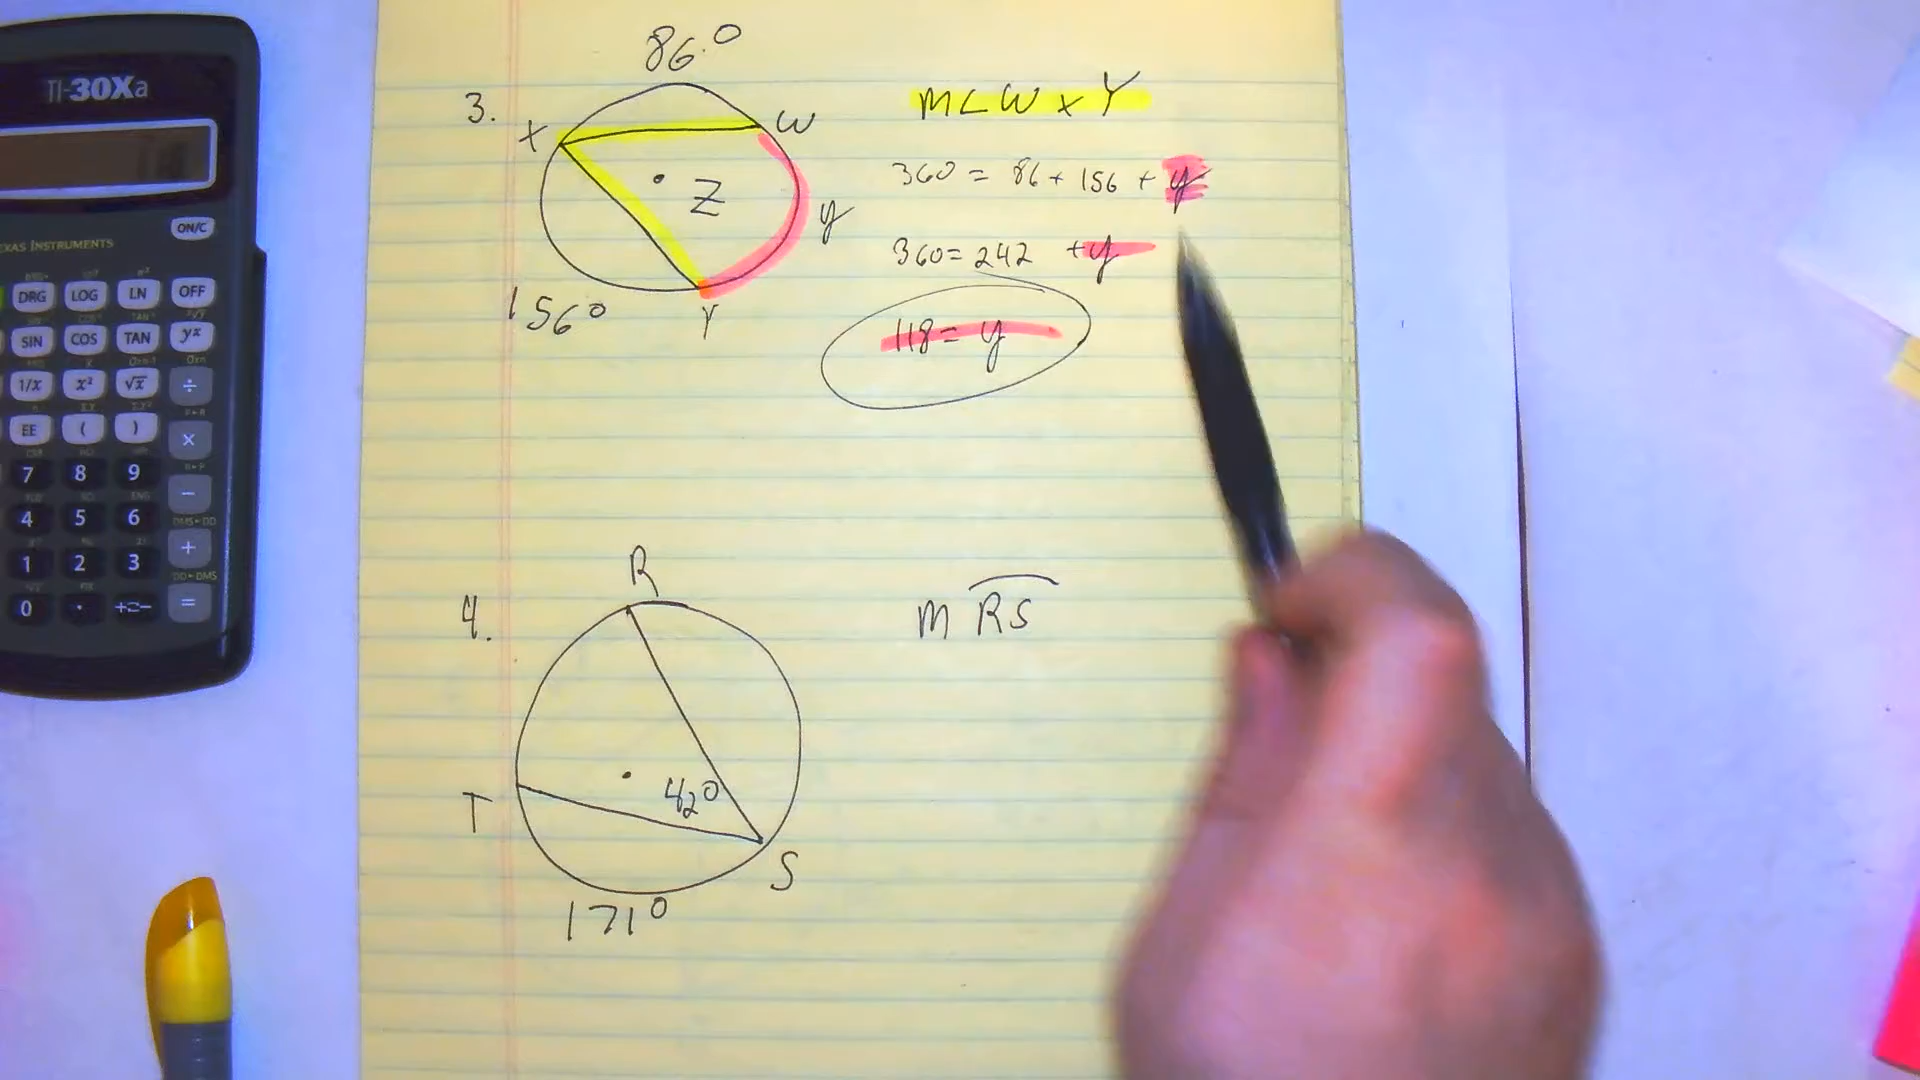 TI-30Xa
TEXAS INSTRUMENTS
ON/C
DRG LOG LN OFF
SIN COS TAN yx
1/x x² √x ÷
EE ( ) ×
7 8 9 −
4 5 6 +
1 2 3
0 . =
86°
3. X W M∠WXY
Z y
360 = 86 + 156 + y
360 = 242 + y
156° Y
118 = y
R
4. M RS
42°
T
S
171°